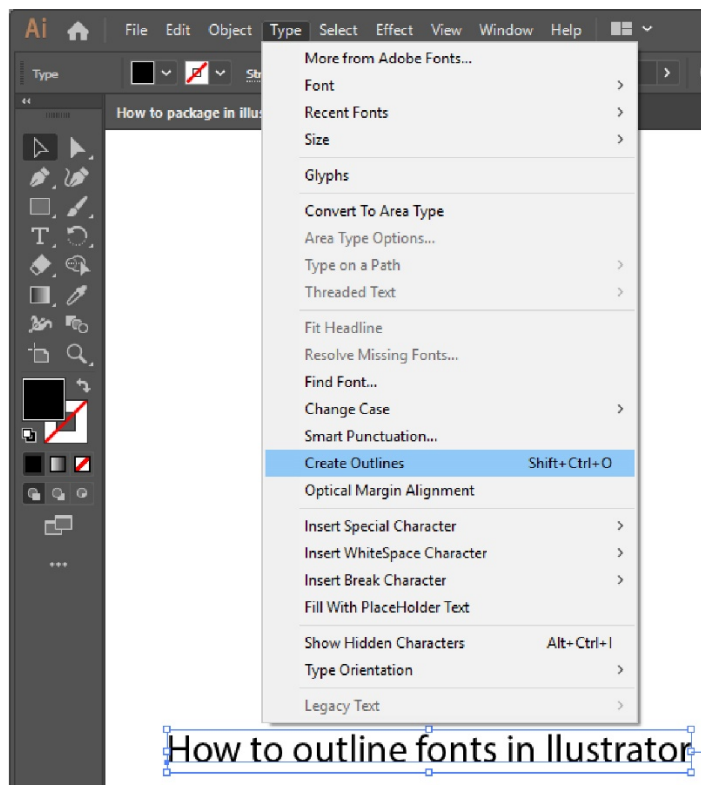 Ai File Edit Object Type Select Effect View Window Help
Type
How to package in illus
More from Adobe Fonts...
Font
Recent Fonts
Size
Glyphs
Convert To Area Type
Area Type Options...
Type on a Path
Threaded Text
Fit Headline
Resolve Missing Fonts...
Find Font...
Change Case
Smart Punctuation...
Create Outlines Shift+Ctrl+O
Optical Margin Alignment
Insert Special Character
Insert WhiteSpace Character
Insert Break Character
Fill With PlaceHolder Text
Show Hidden Characters Alt+Ctrl+I
Type Orientation
Legacy Text
How to outline fonts in Ilustrator